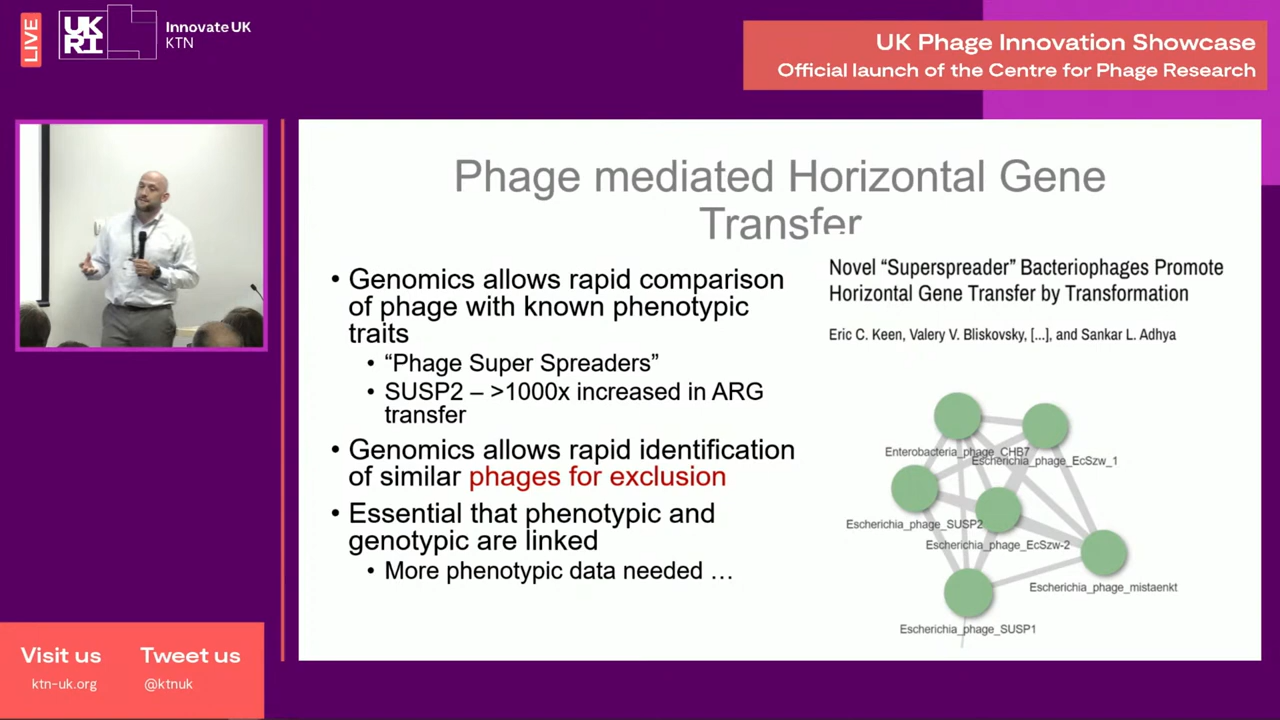 LIVE
UK
RI
Innovate UK
KTN
UK Phage Innovation Showcase
Official launch of the Centre for Phage Research
Phage mediated Horizontal Gene
Transfer
• Genomics allows rapid comparison
of phage with known phenotypic
traits
• “Phage Super Spreaders”
• SUSP2 – >1000x increased in ARG
transfer
• Genomics allows rapid identification
of similar phages for exclusion
• Essential that phenotypic and
genotypic are linked
• More phenotypic data needed …
Novel “Superspreader” Bacteriophages Promote
Horizontal Gene Transfer by Transformation
Eric C. Keen, Valery V. Bliskovsky, [...], and Sankar L. Adhya
Enterobacteria_phage_CHB7
Escherichia_phage_EcSzw_1
Escherichia_phage_SUSP2
Escherichia_phage_EcSzw-2
Escherichia_phage_mistaenkt
Escherichia_phage_SUSP1
Visit us
ktn-uk.org
Tweet us
@ktnuk